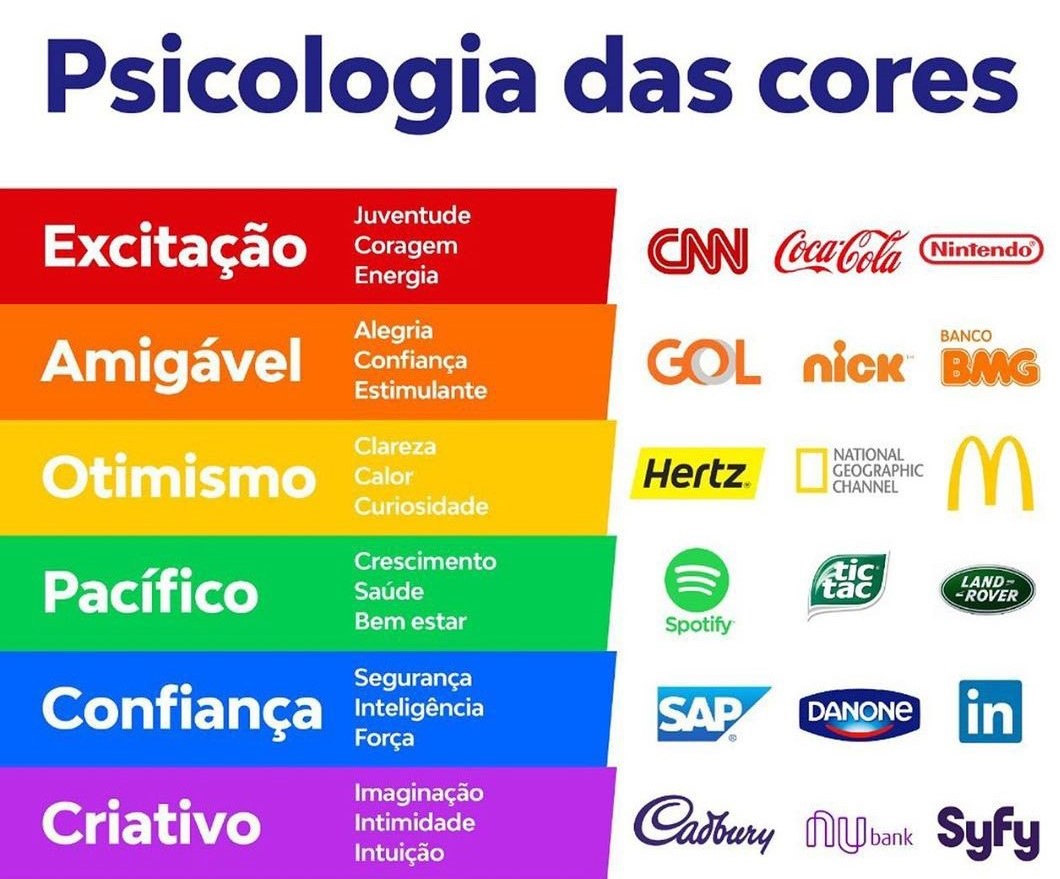 Psicologia das cores
Excitação
Juventude
Coragem
Energia
CNN Coca-Cola Nintendo®
Amigável
Alegria
Confiança
Estimulante
GOL nick™ BANCO
BMG
Otimismo
Clareza
Calor
Curiosidade
Hertz®
NATIONAL
GEOGRAPHIC
CHANNEL
M
Pacífico
Crescimento
Saúde
Bem estar
Spotify®
tic
tac®
LAND-
-ROVER
Confiança
Segurança
Inteligência
Força
SAP® DANONE in
Criativo
Imaginação
Intimidade
Intuição
Cadbury nu bank Syfy